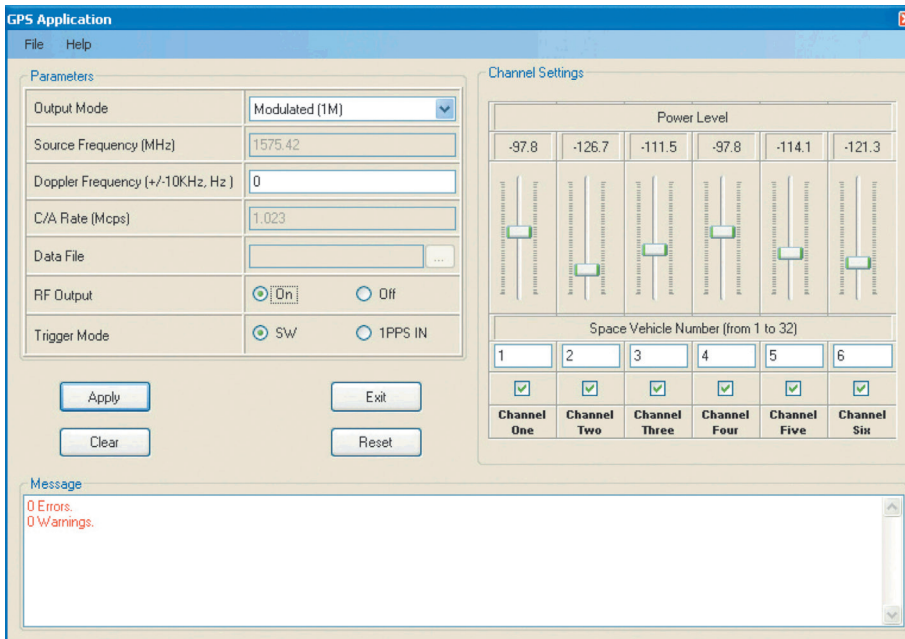 GPS Application
File Help
Parameters
Output Mode Modulated (1M)
Source Frequency (MHz) 1575.42
Doppler Frequency (+/-10KHz, Hz ) 0
C/A Rate (Mcps) 1.023
Data File ...
RF Output On Off
Trigger Mode SW 1PPS IN
Apply Exit
Clear Reset
Channel Settings
Power Level
-97.8 -126.7 -111.5 -97.8 -114.1 -121.3
Space Vehicle Number (from 1 to 32)
1 2 3 4 5 6
Channel One Channel Two Channel Three Channel Four Channel Five Channel Six
Message
0 Errors.
0 Warnings.